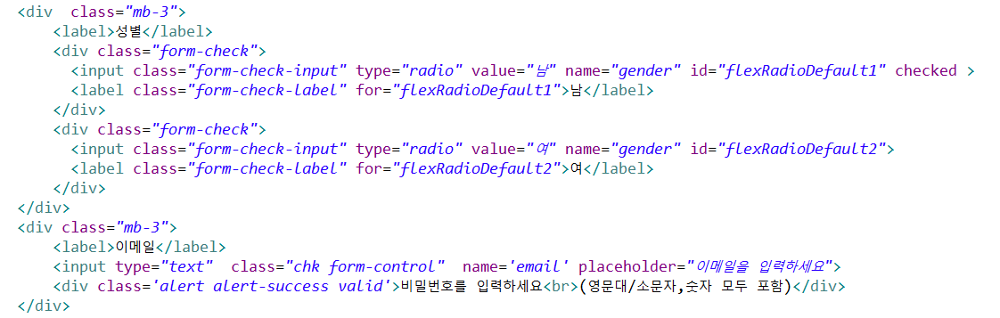 <div  class="mb-3">
    <label>성별</label>
    <div class="form-check">
      <input class="form-check-input" type="radio" value="남" name="gender" id="flexRadioDefault1" checked >
      <label class="form-check-label" for="flexRadioDefault1">남</label>
    </div>
    <div class="form-check">
      <input class="form-check-input" type="radio" value="여" name="gender" id="flexRadioDefault2">
      <label class="form-check-label" for="flexRadioDefault2">여</label>
    </div>
</div>
<div class="mb-3">
    <label>이메일</label>
    <input type="text"  class="chk form-control"  name='email' placeholder="이메일을 입력하세요">
    <div class='alert alert-success valid'>비밀번호를 입력하세요<br>(영문대/소문자,숫자 모두 포함)</div>
</div>